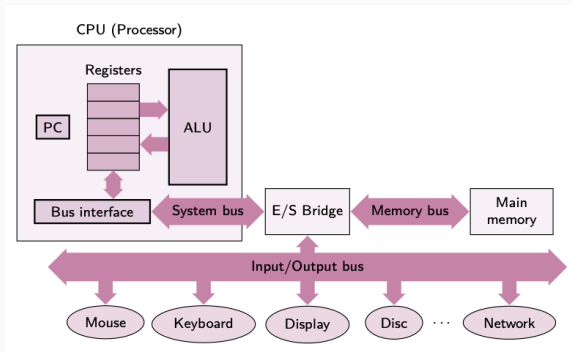 CPU (Processor)
Registers
PC
ALU
Bus interface
System bus
E/S Bridge
Memory bus
Main
memory
Input/Output bus
Mouse
Keyboard
Display
Disc
· · ·
Network